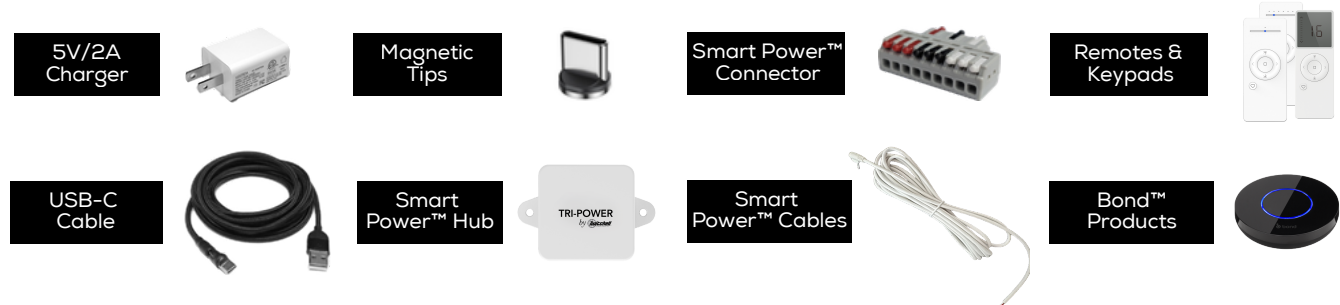 5V/2A
Charger
Magnetic
Tips
Smart Power™
Connector
Remotes &
Keypads
16
USB-C
Cable
Smart
Power™ Hub
TRI-POWER
by
Smart
Power™ Cables
Bond™
Products